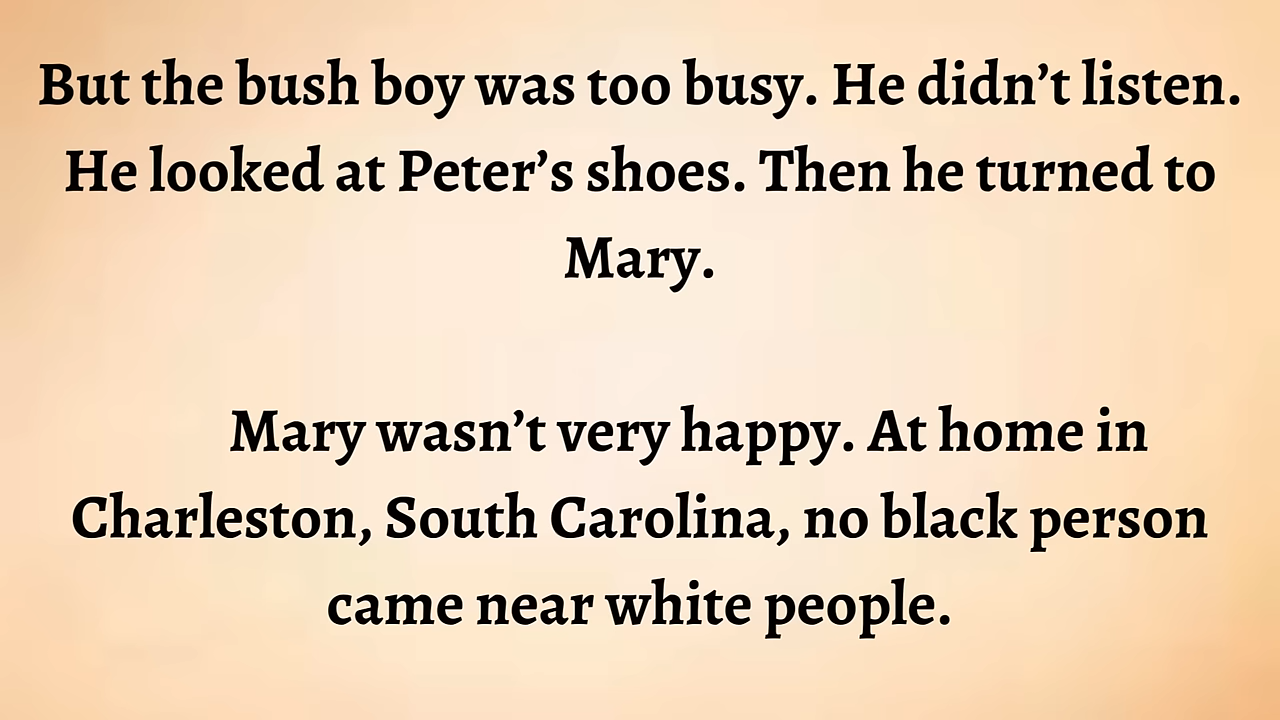 But the bush boy was too busy. He didn’t listen.
He looked at Peter’s shoes. Then he turned to
Mary.
Mary wasn’t very happy. At home in
Charleston, South Carolina, no black person
came near white people.